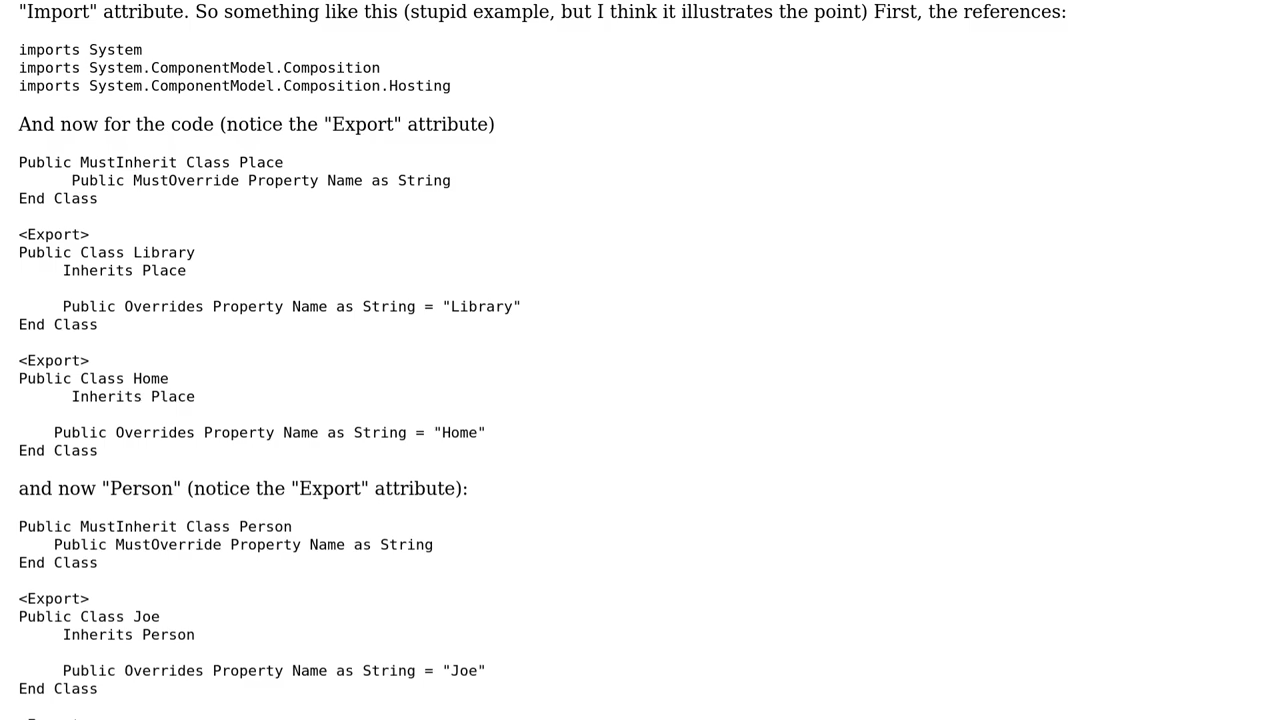 "Import" attribute. So something like this (stupid example, but I think it illustrates the point) First, the references:
imports System
imports System.ComponentModel.Composition
imports System.ComponentModel.Composition.Hosting
And now for the code (notice the "Export" attribute)
Public MustInherit Class Place
      Public MustOverride Property Name as String
End Class
<Export>
Public Class Library
     Inherits Place
     Public Overrides Property Name as String = "Library"
End Class
<Export>
Public Class Home
      Inherits Place
    Public Overrides Property Name as String = "Home"
End Class
and now "Person" (notice the "Export" attribute):
Public MustInherit Class Person
    Public MustOverride Property Name as String
End Class
<Export>
Public Class Joe
     Inherits Person
     Public Overrides Property Name as String = "Joe"
End Class